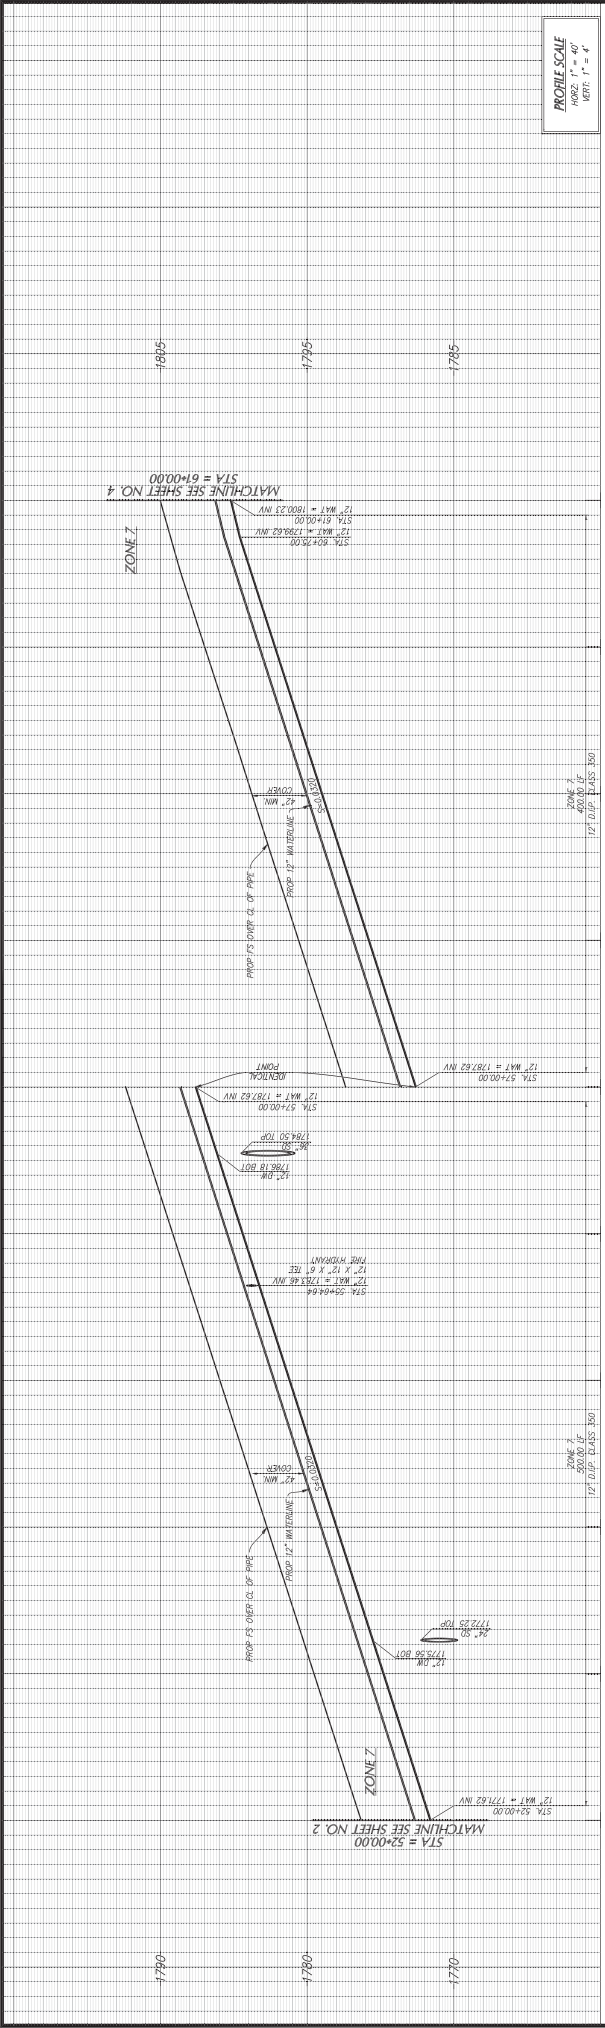 PROFILE SCALE
HORZ: 1" = 40'
VERT: 1" = 4'
1805
1795
1785
MATCHLINE SEE SHEET NO. 4
STA = 61+00.00
ZONE 7
STA. 61+00.00
12" WAT = 1800.23 INV
STA. 60+75.00
12" WAT = 1799.62 INV
42" MIN.
COVER
PROP 12" WATERLINE
S=0.0320
PROP FS OVER CL OF PIPE
ZONE 7
400.00 LF
12" D.I.P. CLASS 350
STA. 57+00.00
12" WAT = 1787.62 INV
IDENTICAL
POINT
STA. 57+00.00
12" WAT = 1787.62 INV
36" SD
1784.50 TOP
12" DW
1786.18 BOT
STA. 55+64.64
12" WAT = 1783.46 INV
12" X 12" X 6" TEE
FIRE HYDRANT
42" MIN.
COVER
PROP 12" WATERLINE
S=0.0320
PROP FS OVER CL OF PIPE
ZONE 7
500.00 LF
12" D.I.P. CLASS 350
24" SD
1772.25 TOP
12" DW
1775.56 BOT
ZONE 7
STA. 52+00.00
12" WAT = 1771.62 INV
MATCHLINE SEE SHEET NO. 2
STA = 52+00.00
1790
1780
1770